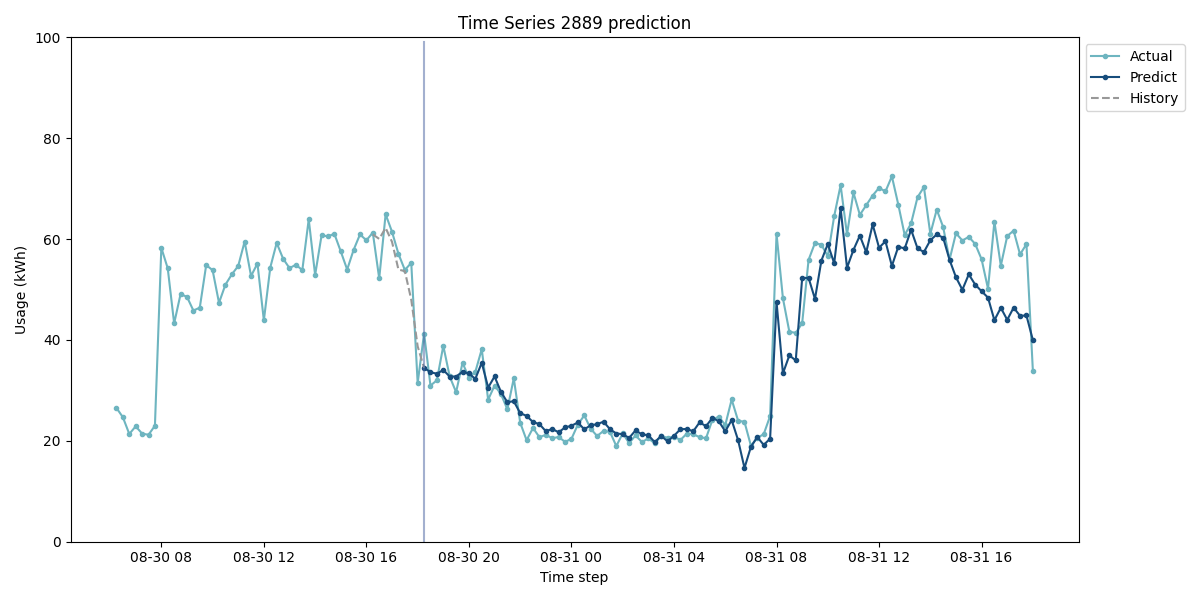 Time Series 2889 prediction
100
80
60
40
20
0
Usage (kWh)
08-30 08
08-30 12
08-30 16
08-30 20
08-31 00
08-31 04
08-31 08
08-31 12
08-31 16
Time step
Actual
Predict
History